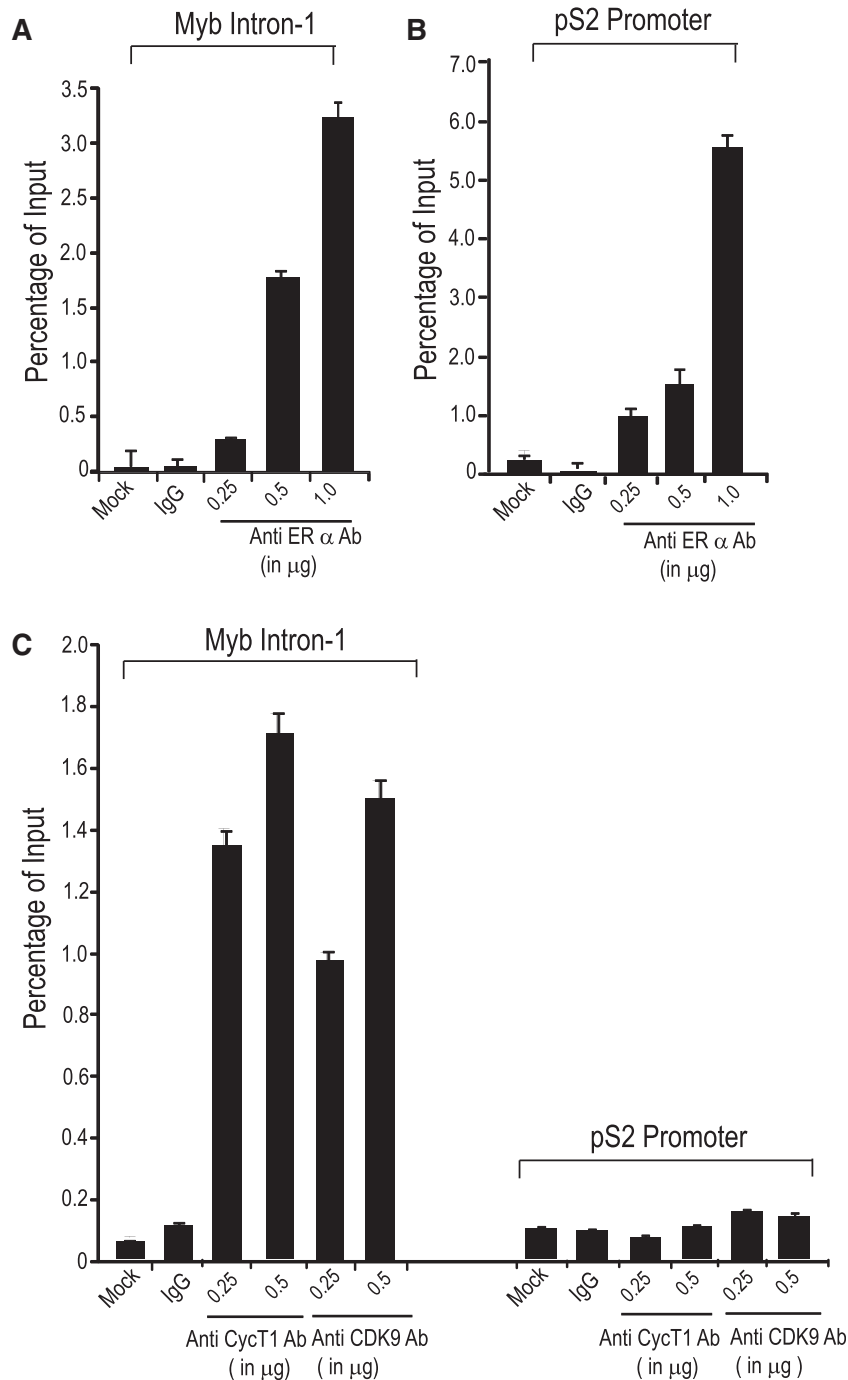 A
Myb Intron-1
Percentage of Input
3.5
3.0
2.5
2.0
1.5
1.0
0.5
0
Mock
IgG
0.25
0.5
1.0
Anti ER α Ab
(in μg)
B
pS2 Promoter
Percentage of Input
7.0
6.0
5.0
4.0
3.0
2.0
1.0
0
Mock
IgG
0.25
0.5
1.0
Anti ER α Ab
(in μg)
C
Myb Intron-1
Percentage of Input
2.0
1.8
1.6
1.4
1.2
1.0
0.8
0.6
0.4
0.2
0
Mock
IgG
0.25
0.5
0.25
0.5
Anti CycT1 Ab
( in μg)
Anti CDK9 Ab
( in μg)
pS2 Promoter
Mock
IgG
0.25
0.5
0.25
0.5
Anti CycT1 Ab
( in μg)
Anti CDK9 Ab
( in μg )